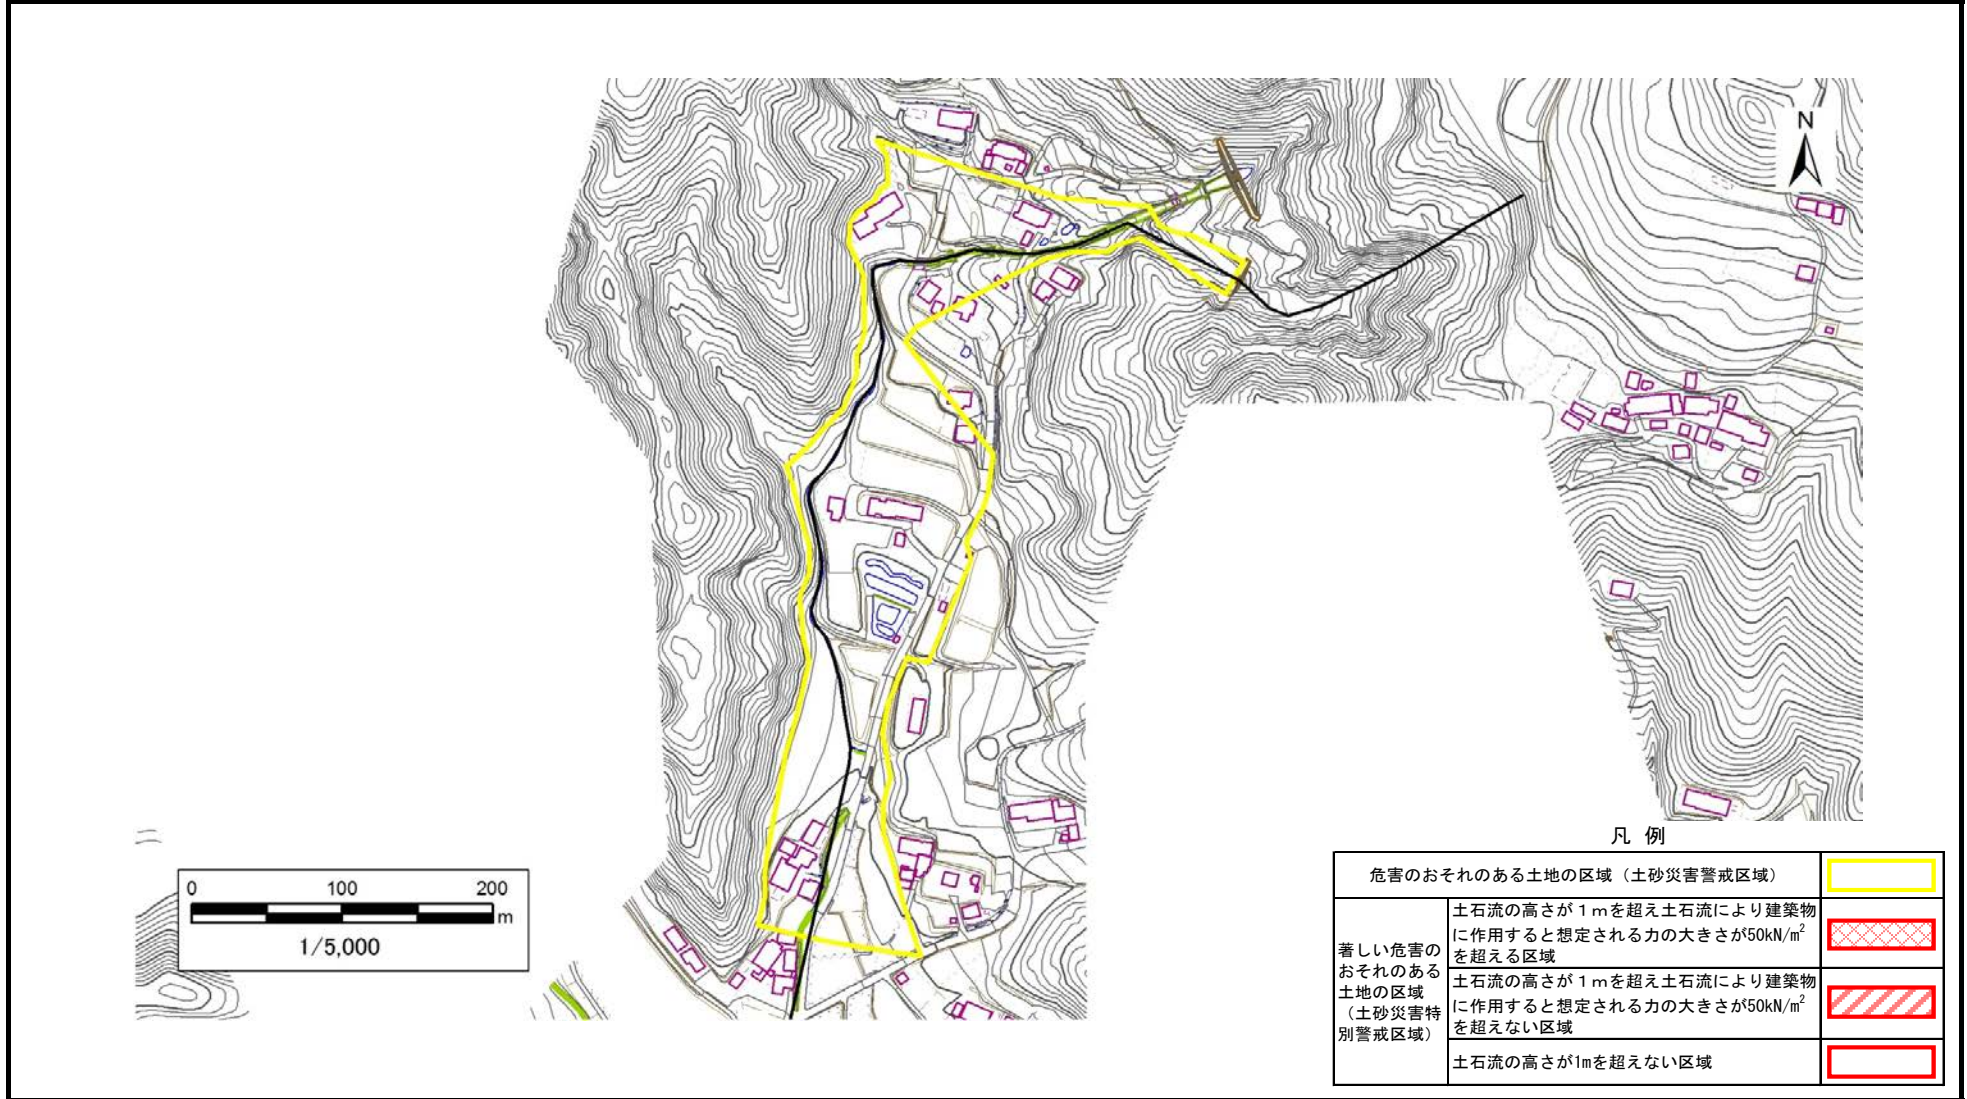 N
0 100 200
m
1/5,000
凡 例
危害のおそれのある土地の区域（土砂災害警戒区域）
著しい危害の
おそれのある
土地の区域
（土砂災害特
別警戒区域）
土石流の高さが１ｍを超え土石流により建築物
に作用すると想定される力の大きさが50kN/m²
を超える区域
土石流の高さが１ｍを超え土石流により建築物
に作用すると想定される力の大きさが50kN/m²
を超えない区域
土石流の高さが1mを超えない区域